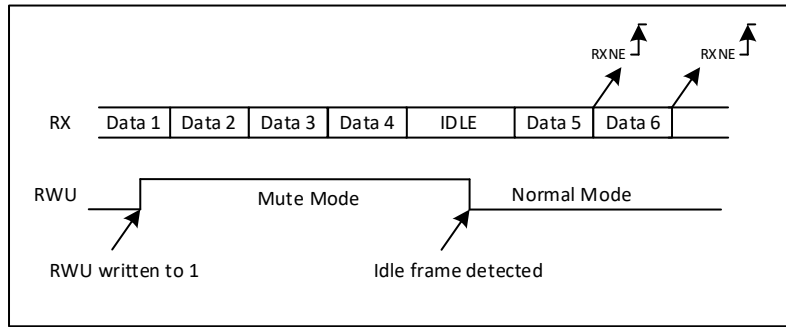 RXNE RXNE
RX Data 1 Data 2 Data 3 Data 4 IDLE Data 5 Data 6
RWU Mute Mode Normal Mode
RWU written to 1 Idle frame detected